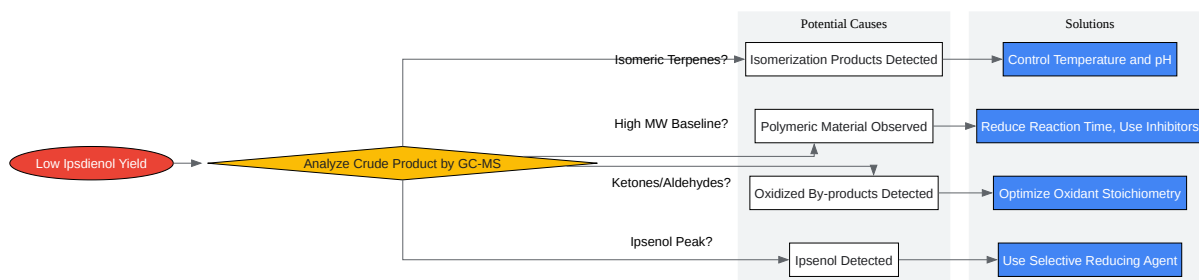 Potential Causes
Solutions
Isomeric Terpenes?
Isomerization Products Detected
Control Temperature and pH
High MW Baseline?
Polymeric Material Observed
Reduce Reaction Time, Use Inhibitors
Low Ipsdienol Yield
Analyze Crude Product by GC-MS
Ketones/Aldehydes?
Oxidized By-products Detected
Optimize Oxidant Stoichiometry
Ipsenol Peak?
Ipsenol Detected
Use Selective Reducing Agent